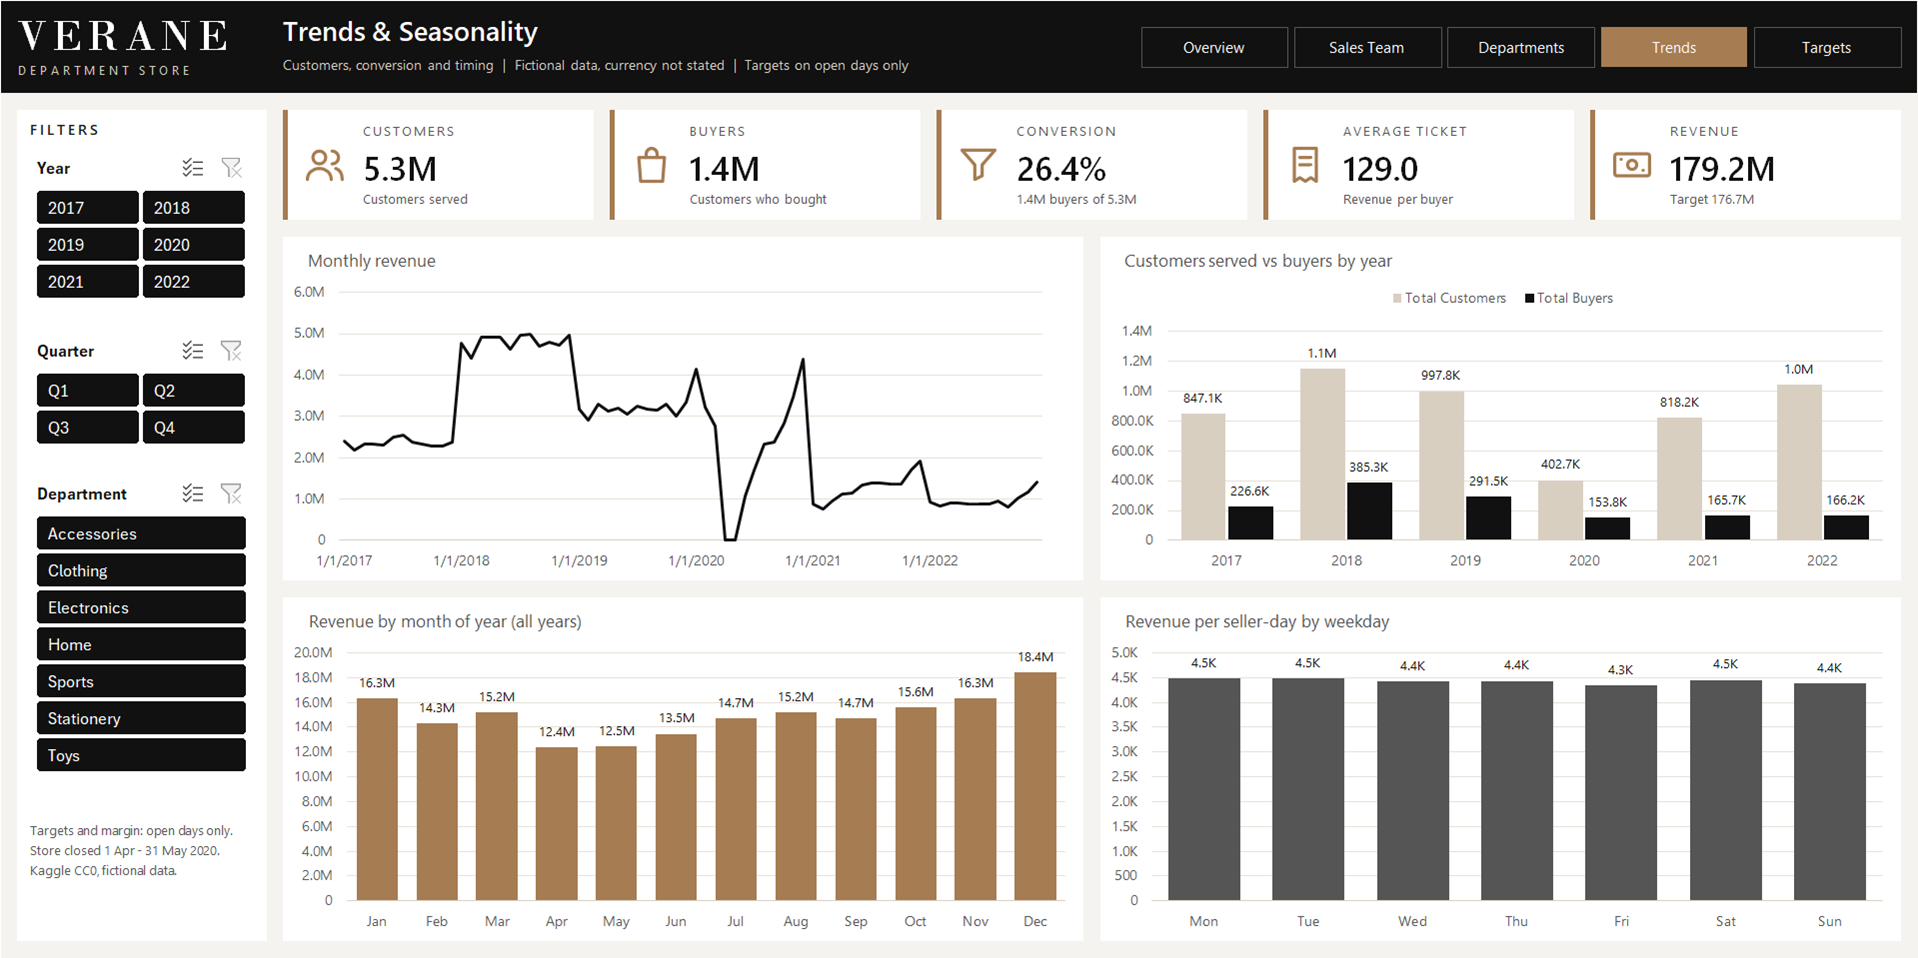 VERANE
DEPARTMENT STORE
Trends & Seasonality
Customers, conversion and timing | Fictional data, currency not stated | Targets on open days only
Overview
Sales Team
Departments
Trends
Targets
FILTERS
Year
2017 2018
2019 2020
2021 2022
Quarter
Q1 Q2
Q3 Q4
Department
Accessories
Clothing
Electronics
Home
Sports
Stationery
Toys
Targets and margin: open days only.
Store closed 1 Apr - 31 May 2020.
Kaggle CC0, fictional data.
CUSTOMERS
5.3M
Customers served
BUYERS
1.4M
Customers who bought
CONVERSION
26.4%
1.4M buyers of 5.3M
AVERAGE TICKET
129.0
Revenue per buyer
REVENUE
179.2M
Target 176.7M
Monthly revenue
6.0M
5.0M
4.0M
3.0M
2.0M
1.0M
0
1/1/2017 1/1/2018 1/1/2019 1/1/2020 1/1/2021 1/1/2022
Customers served vs buyers by year
Total Customers Total Buyers
1.4M
1.2M
1.0M
800.0K
600.0K
400.0K
200.0K
0
847.1K 226.6K 1.1M 385.3K 997.8K 291.5K 402.7K 153.8K 818.2K 165.7K 1.0M 166.2K
2017 2018 2019 2020 2021 2022
Revenue by month of year (all years)
20.0M
18.0M
16.0M
14.0M
12.0M
10.0M
8.0M
6.0M
4.0M
2.0M
0
16.3M 14.3M 15.2M 12.4M 12.5M 13.5M 14.7M 15.2M 14.7M 15.6M 16.3M 18.4M
Jan Feb Mar Apr May Jun Jul Aug Sep Oct Nov Dec
Revenue per seller-day by weekday
5.0K
4.5K
4.0K
3.5K
3.0K
2.5K
2.0K
1.5K
1.0K
500
0
4.5K 4.5K 4.4K 4.4K 4.3K 4.5K 4.4K
Mon Tue Wed Thu Fri Sat Sun